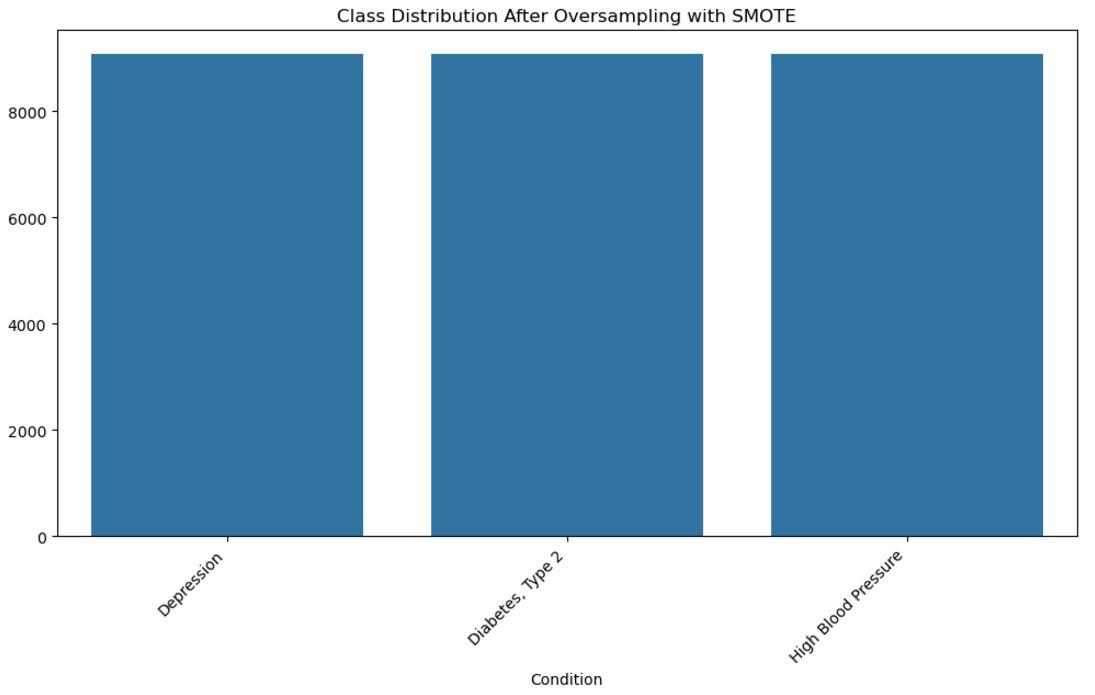 Class Distribution After Oversampling with SMOTE
8000
6000
4000
2000
0
Depression
Diabetes, Type 2
High Blood Pressure
Condition